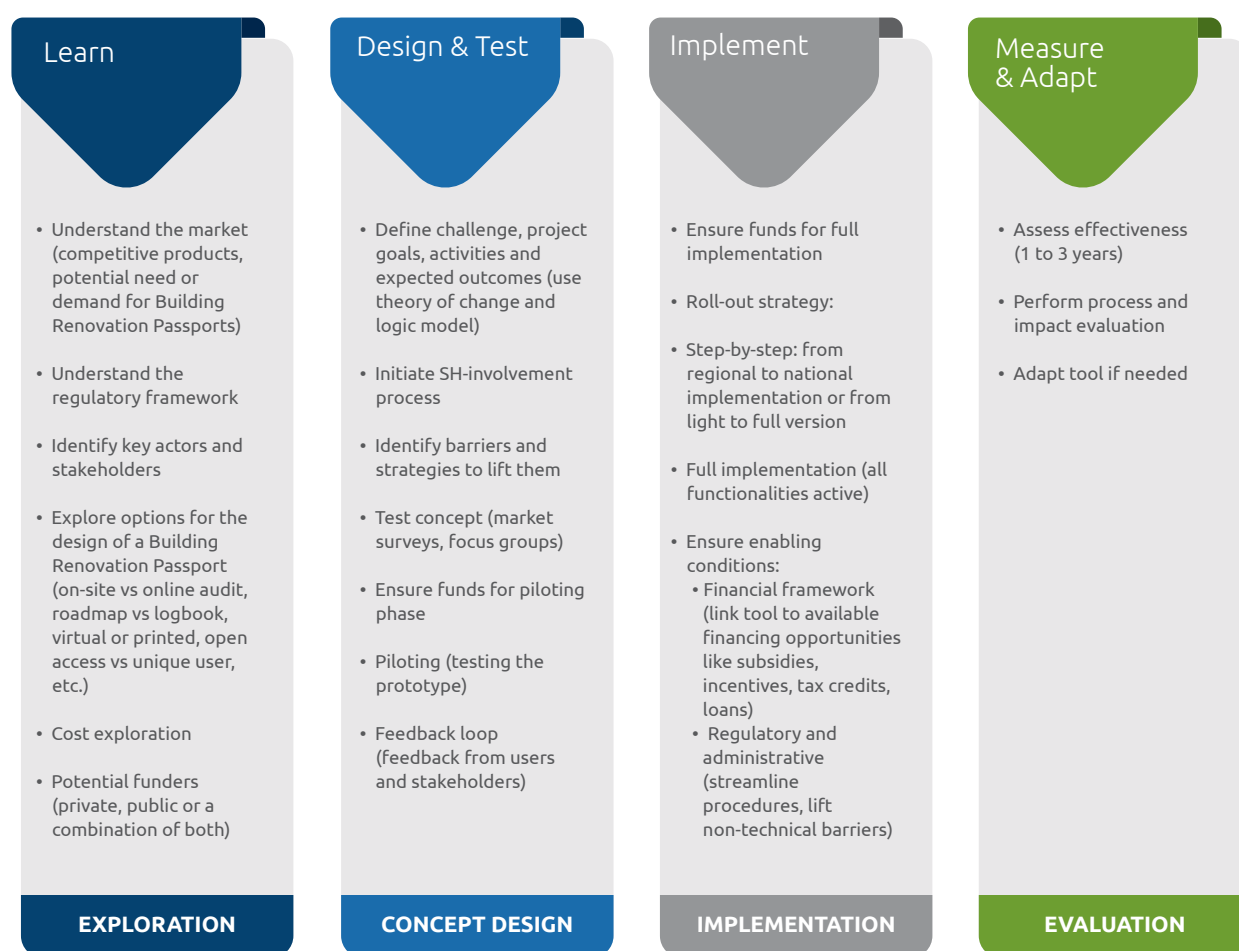 Learn
• Understand the market
(competitive products,
potential need or
demand for Building
Renovation Passports)
• Understand the
regulatory framework
• Identify key actors and
stakeholders
• Explore options for the
design of a Building
Renovation Passport
(on-site vs online audit,
roadmap vs logbook,
virtual or printed, open
access vs unique user,
etc.)
• Cost exploration
• Potential funders
(private, public or a
combination of both)
EXPLORATION
Design & Test
• Define challenge, project
goals, activities and
expected outcomes (use
theory of change and
logic model)
• Initiate SH-involvement
process
• Identify barriers and
strategies to lift them
• Test concept (market
surveys, focus groups)
• Ensure funds for piloting
phase
• Piloting (testing the
prototype)
• Feedback loop
(feedback from users
and stakeholders)
CONCEPT DESIGN
Implement
• Ensure funds for full
implementation
• Roll-out strategy:
• Step-by-step: from
regional to national
implementation or from
light to full version
• Full implementation (all
functionalities active)
• Ensure enabling
conditions:
• Financial framework
(link tool to available
financing opportunities
like subsidies,
incentives, tax credits,
loans)
• Regulatory and
administrative
(streamline
procedures, lift
non-technical barriers)
IMPLEMENTATION
Measure
& Adapt
• Assess effectiveness
(1 to 3 years)
• Perform process and
impact evaluation
• Adapt tool if needed
EVALUATION